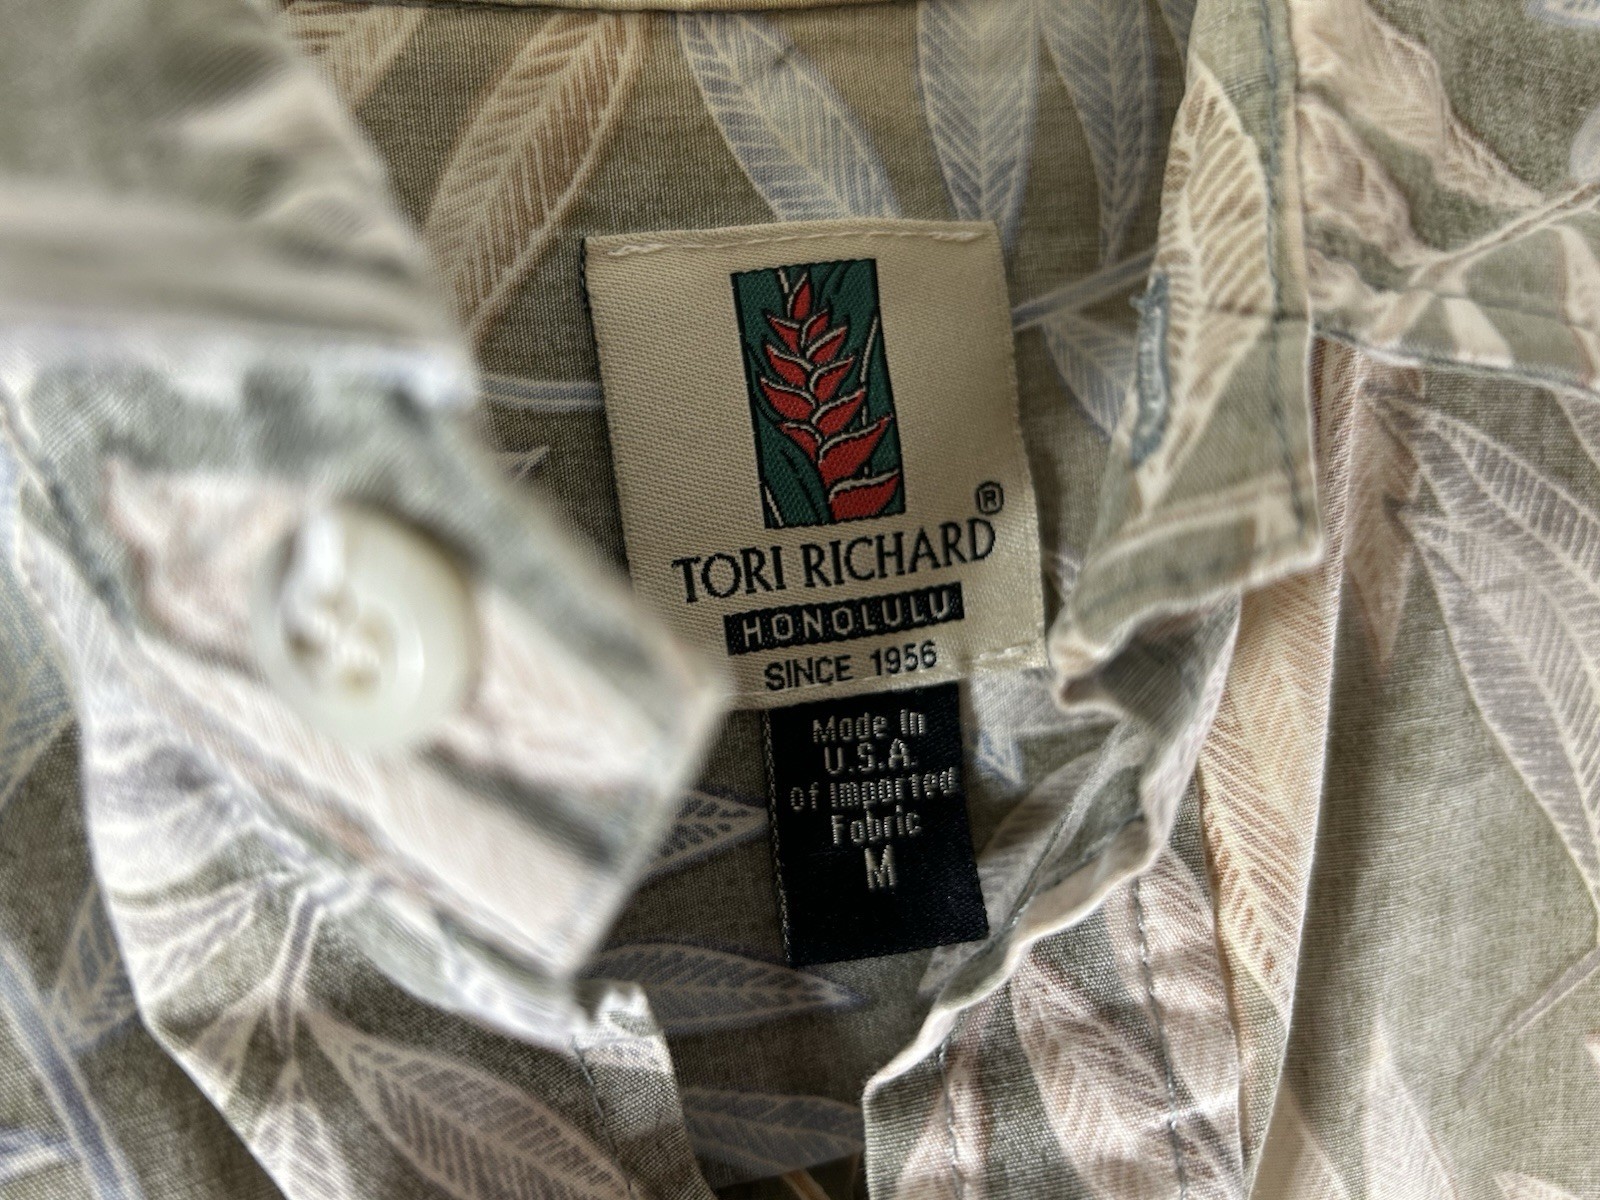 ®
TORI RICHARD
HONOLULU
SINCE 1956
Made in
U.S.A.
of Imported
Fabric
M